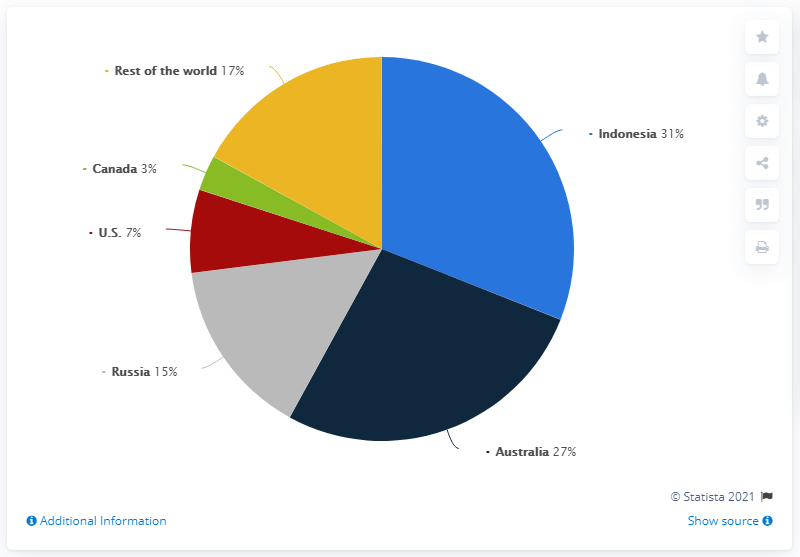 Rest of the world 17%
Indonesia 31%
Canada 3%
U.S. 7%
Russia 15%
Australia 27%
© Statista 2021
Additional Information
Show source